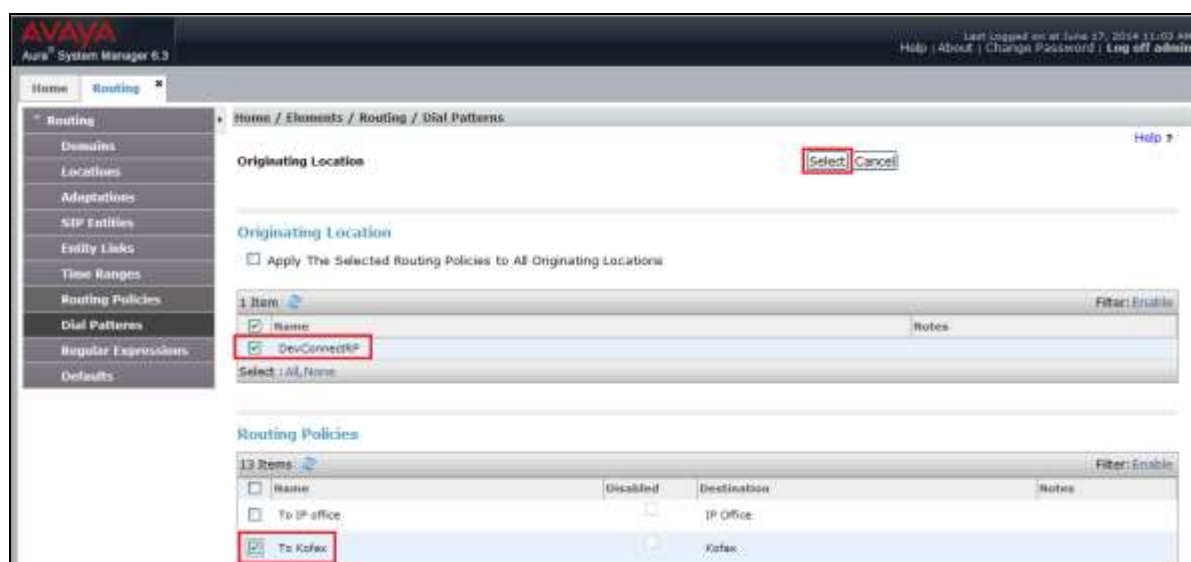 AVAYA
Aura® System Manager 6.3
Last Logged on at June 17, 2014 11:03 AM
Help | About | Change Password | Log off admin
Home Routing ×
Routing
Domains
Locations
Adaptations
SIP Entities
Entity Links
Time Ranges
Routing Policies
Dial Patterns
Regular Expressions
Defaults
Home / Elements / Routing / Dial Patterns
Help ?
Originating Location Select Cancel
Originating Location
Apply The Selected Routing Policies to All Originating Locations
1 Item Filter: Enable
Name Notes
DevConnectRP
Select : All, None
Routing Policies
13 Items Filter: Enable
Name Disabled Destination Notes
To IP office IP Office
To Kofax Kofax